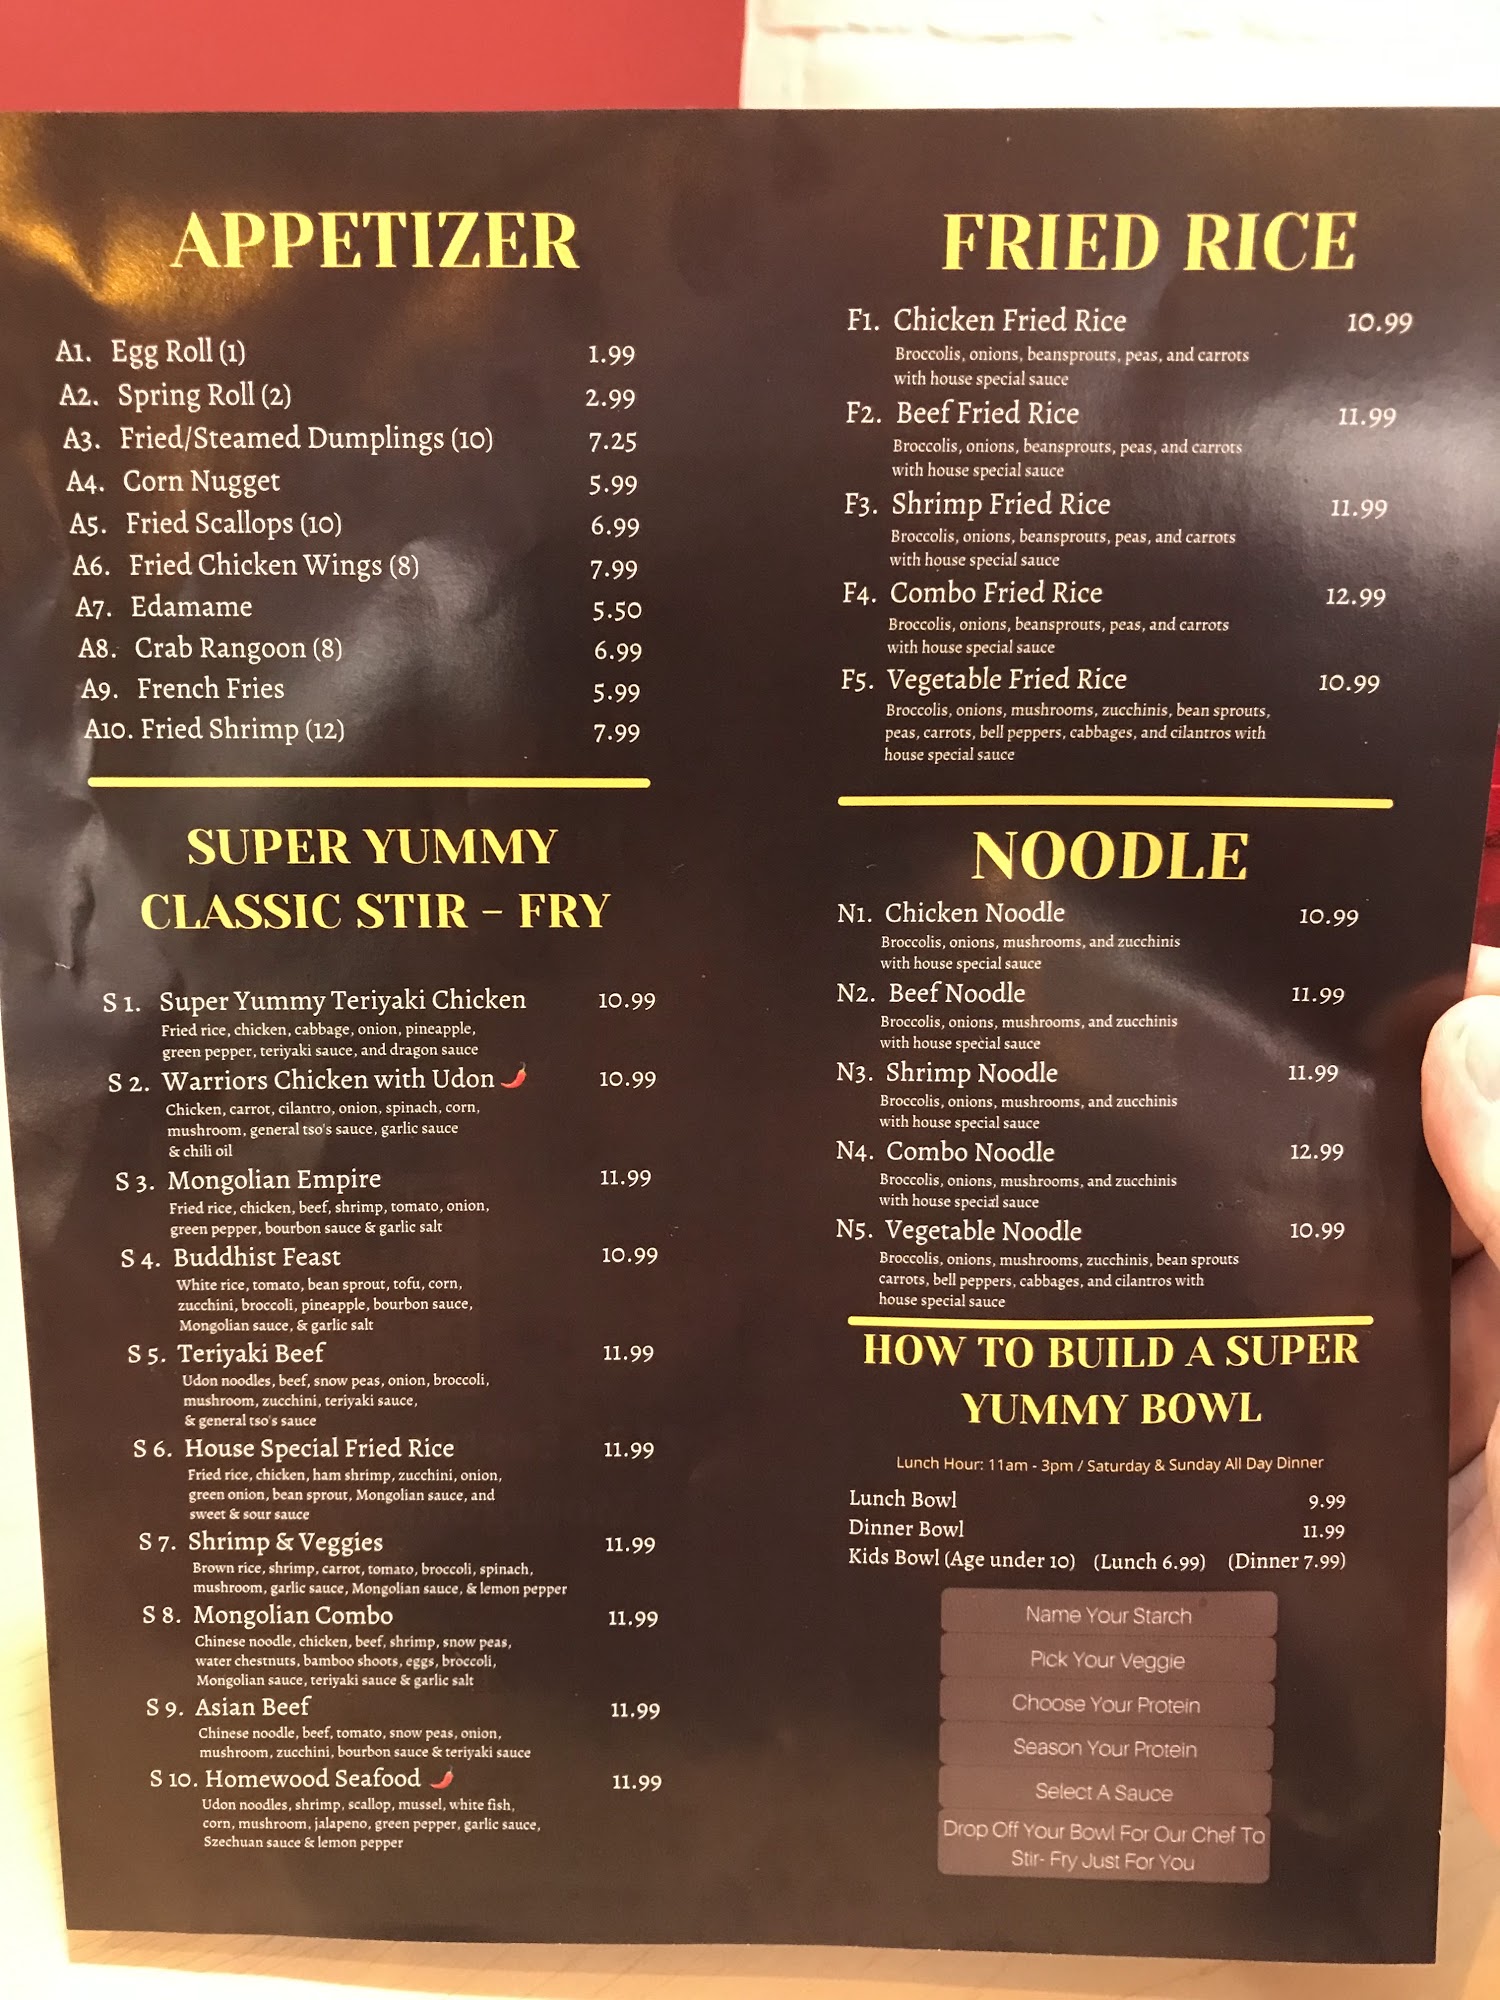 APPETIZER
A1. Egg Roll (1) 1.99
A2. Spring Roll (2) 2.99
A3. Fried/Steamed Dumplings (10) 7.25
A4. Corn Nugget 5.99
A5. Fried Scallops (10) 6.99
A6. Fried Chicken Wings (8) 7.99
A7. Edamame 5.50
A8. Crab Rangoon (8) 6.99
A9. French Fries 5.99
A10. Fried Shrimp (12) 7.99
SUPER YUMMY
CLASSIC STIR - FRY
S 1. Super Yummy Teriyaki Chicken 10.99
Fried rice, chicken, cabbage, onion, pineapple,
green pepper, teriyaki sauce, and dragon sauce
S 2. Warriors Chicken with Udon 10.99
Chicken, carrot, cilantro, onion, spinach, corn,
mushroom, general tso's sauce, garlic sauce
& chili oil
S 3. Mongolian Empire 11.99
Fried rice, chicken, beef, shrimp, tomato, onion,
green pepper, bourbon sauce & garlic salt
S 4. Buddhist Feast 10.99
White rice, tomato, bean sprout, tofu, corn,
zucchini, broccoli, pineapple, bourbon sauce,
Mongolian sauce, & garlic salt
S 5. Teriyaki Beef 11.99
Udon noodles, beef, snow peas, onion, broccoli,
mushroom, zucchini, teriyaki sauce,
& general tso's sauce
S 6. House Special Fried Rice 11.99
Fried rice, chicken, ham shrimp, zucchini, onion,
green onion, bean sprout, Mongolian sauce, and
sweet & sour sauce
S 7. Shrimp & Veggies 11.99
Brown rice, shrimp, carrot, tomato, broccoli, spinach,
mushroom, garlic sauce, Mongolian sauce, & lemon pepper
S 8. Mongolian Combo 11.99
Chinese noodle, chicken, beef, shrimp, snow peas,
water chestnuts, bamboo shoots, eggs, broccoli,
Mongolian sauce, teriyaki sauce & garlic salt
S 9. Asian Beef 11.99
Chinese noodle, beef, tomato, snow peas, onion,
mushroom, zucchini, bourbon sauce & teriyaki sauce
S 10. Homewood Seafood 11.99
Udon noodles, shrimp, scallop, mussel, white fish,
corn, mushroom, jalapeno, green pepper, garlic sauce,
Szechuan sauce & lemon pepper
FRIED RICE
F1. Chicken Fried Rice 10.99
Broccolis, onions, beansprouts, peas, and carrots
with house special sauce
F2. Beef Fried Rice 11.99
Broccolis, onions, beansprouts, peas, and carrots
with house special sauce
F3. Shrimp Fried Rice 11.99
Broccolis, onions, beansprouts, peas, and carrots
with house special sauce
F4. Combo Fried Rice 12.99
Broccolis, onions, beansprouts, peas, and carrots
with house special sauce
F5. Vegetable Fried Rice 10.99
Broccolis, onions, mushrooms, zucchinis, bean sprouts,
peas, carrots, bell peppers, cabbages, and cilantros with
house special sauce
NOODLE
N1. Chicken Noodle 10.99
Broccolis, onions, mushrooms, and zucchinis
with house special sauce
N2. Beef Noodle 11.99
Broccolis, onions, mushrooms, and zucchinis
with house special sauce
N3. Shrimp Noodle 11.99
Broccolis, onions, mushrooms, and zucchinis
with house special sauce
N4. Combo Noodle 12.99
Broccolis, onions, mushrooms, and zucchinis
with house special sauce
N5. Vegetable Noodle 10.99
Broccolis, onions, mushrooms, zucchinis, bean sprouts
carrots, bell peppers, cabbages, and cilantros with
house special sauce
HOW TO BUILD A SUPER
YUMMY BOWL
Lunch Hour: 11am - 3pm / Saturday & Sunday All Day Dinner
Lunch Bowl 9.99
Dinner Bowl 11.99
Kids Bowl (Age under 10) (Lunch 6.99) (Dinner 7.99)
Name Your Starch
Pick Your Veggie
Choose Your Protein
Season Your Protein
Select A Sauce
Drop Off Your Bowl For Our Chef To
Stir- Fry Just For You